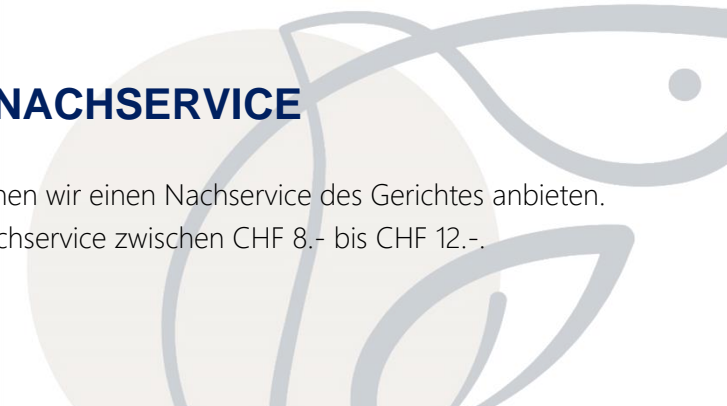 NACHSERVICE
nen wir einen Nachservice des Gerichtes anbieten.
chservice zwischen CHF 8.- bis CHF 12.-.